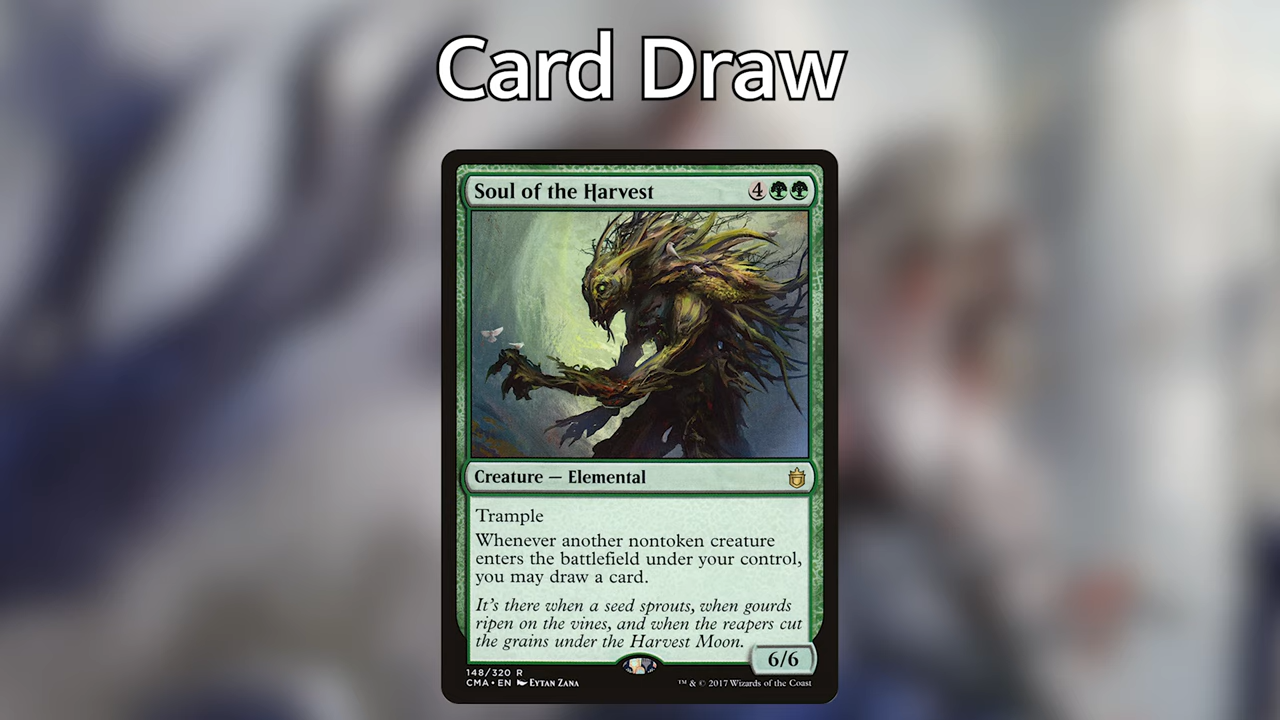 Card Draw
Soul of the Harvest 4
Creature — Elemental
Trample
Whenever another nontoken creature
enters the battlefield under your control,
you may draw a card.
It's there when a seed sprouts, when gourds
ripen on the vines, and when the reapers cut
the grains under the Harvest Moon.
6/6
148/320 R
CMA • EN Eytan Zana ™ & © 2017 Wizards of the Coast